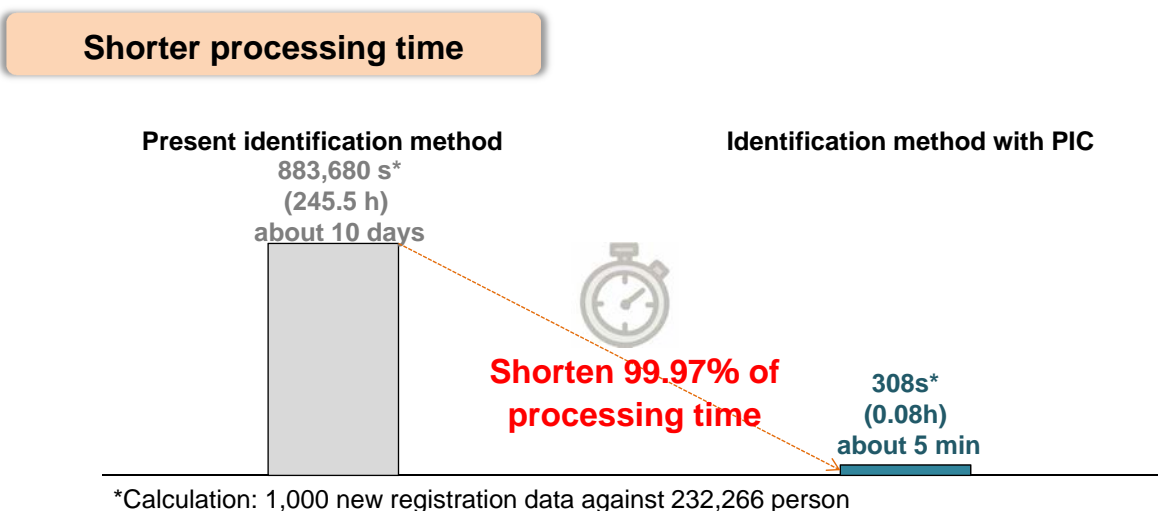 Shorter processing time
Present identification method
883,680 s*
(245.5 h)
about 10 days
Identification method with PIC
Shorten 99.97% of
processing time
308s*
(0.08h)
about 5 min
*Calculation: 1,000 new registration data against 232,266 person